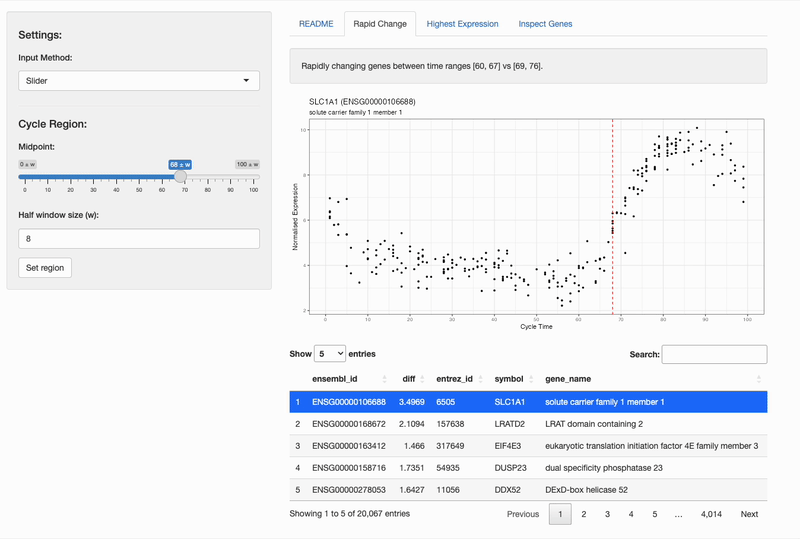 Settings:
Input Method:
Slider
Cycle Region:
Midpoint:
0 ± w 68 ± w 100 ± w
0 10 20 30 40 50 60 70 80 90 100
Half window size (w):
8
Set region
README Rapid Change Highest Expression Inspect Genes
Rapidly changing genes between time ranges [60, 67] vs [69, 76].
SLC1A1 (ENSG00000106688)
solute carrier family 1 member 1
Normalised Expression
10
8
6
4
2
0 10 20 30 40 50 60 70 80 90 100
Cycle Time
Show 5 entries Search:
ensembl_id diff entrez_id symbol gene_name
1 ENSG00000106688 3.4969 6505 SLC1A1 solute carrier family 1 member 1
2 ENSG00000168672 2.1094 157638 LRATD2 LRAT domain containing 2
3 ENSG00000163412 1.466 317649 EIF4E3 eukaryotic translation initiation factor 4E family member 3
4 ENSG00000158716 1.7351 54935 DUSP23 dual specificity phosphatase 23
5 ENSG00000278053 1.6427 11056 DDX52 DExD-box helicase 52
Showing 1 to 5 of 20,067 entries Previous 1 2 3 4 5 … 4,014 Next